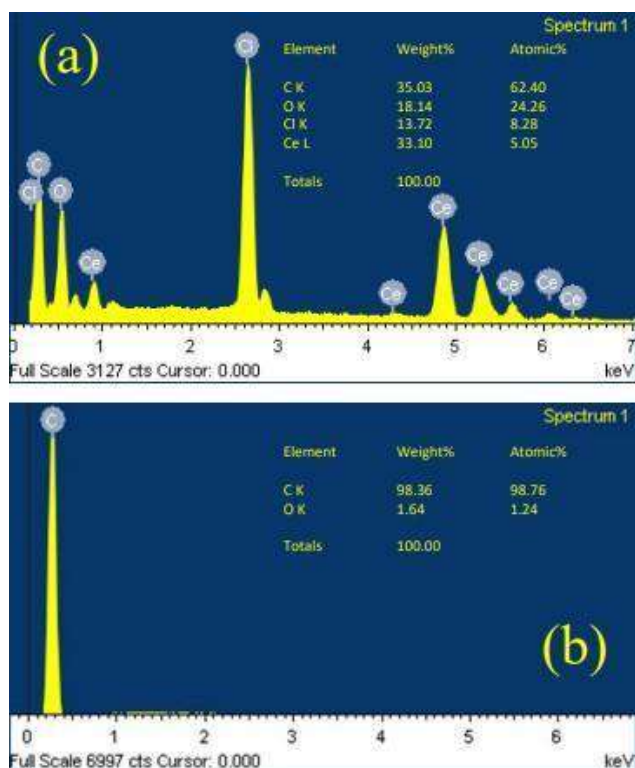 Spectrum 1
(a)
Element Weight% Atomic%
C K 35.03 62.40
O K 18.14 24.26
Cl K 13.72 8.28
Ce L 33.10 5.05
Totals 100.00
Cl
C
Cl O
Ce
Ce
Ce
Ce
Ce
Ce
Ce
0 1 2 3 4 5 6 7
Full Scale 3127 cts Cursor: 0.000 keV
Spectrum 1
C
Element Weight% Atomic%
C K 98.36 98.76
O K 1.64 1.24
Totals 100.00
(b)
0 1 2 3 4 5 6
Full Scale 6997 cts Cursor: 0.000 keV